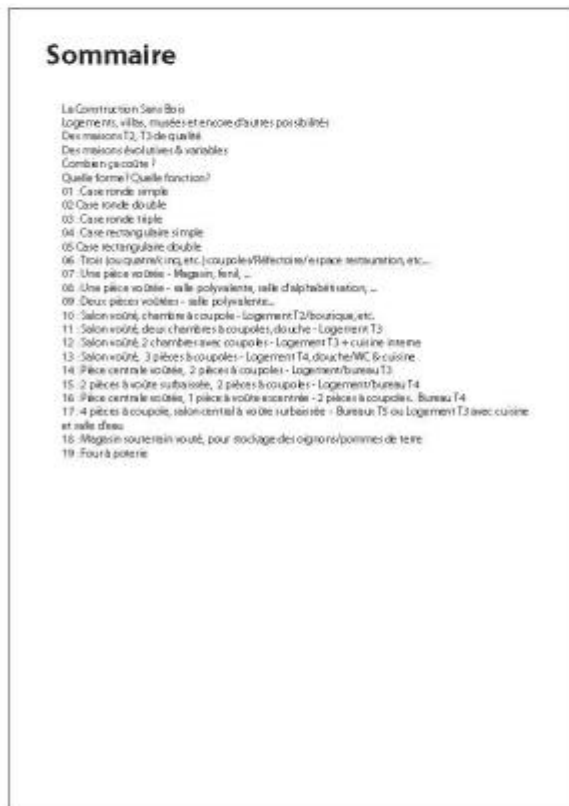 Sommaire
La Construction Sans Bois
Logements, villas, musées et encore d'autres possibilités
Des maisons T2, T3 de qualité
Des maisons évolutives & variables
Combien ça coûte ?
Quelle forme? Quelle fonction?
01 :Case ronde simple
02 Case ronde double
03 :Case ronde triple
04 :Case rectangulaire simple
05 Case rectangulaire double
06 :Trois (ou quatre/cinq, etc.) coupoles/Réfectoire/espace restauration, etc...
07 :Une pièce voûtée - Magasin, fenil, ...
08 :Une pièce voûtée - salle polyvalente, salle d'alphabétisation, ...
09 :Deux pièces voûtées - salle polyvalente...
10 :Salon voûté, chambre à coupole - Logement T2/boutique, etc.
11 :Salon voûté, deux chambres à coupoles, douche - Logement T3
12 :Salon voûté, 2 chambres avec coupoles - Logement T3 + cuisine interne
13 :Salon voûté, 3 pièces à coupoles - Logement T4, douche/WC & cuisine
14 :Pièce centrale voûtée, 2 pièces à coupoles - Logement/bureau T3
15 :2 pièces à voûte surbaissée, 2 pièces à coupoles - Logement/bureau T4
16 :Pièce centrale voûtée, 1 pièce à voûte excentrée - 2 pièces à coupoles. Bureau T4
17 :4 pièces à coupole, salon central à voûte surbaissée - Bureaux T5 ou Logement T3 avec cuisine
et salle d'eau
18 :Magasin souterrain vouté, pour stockage des oignons/pommes de terre
19 :Four à poterie